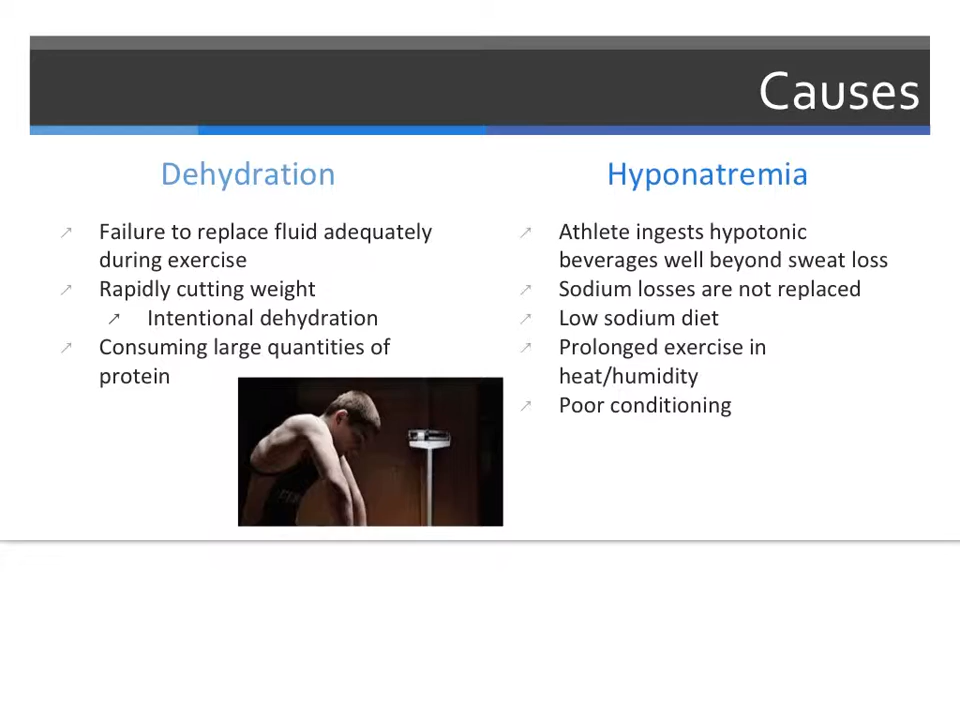 Causes
Dehydration
Failure to replace fluid adequately
during exercise
Rapidly cutting weight
Intentional dehydration
Consuming large quantities of
protein
Hyponatremia
Athlete ingests hypotonic
beverages well beyond sweat loss
Sodium losses are not replaced
Low sodium diet
Prolonged exercise in
heat/humidity
Poor conditioning